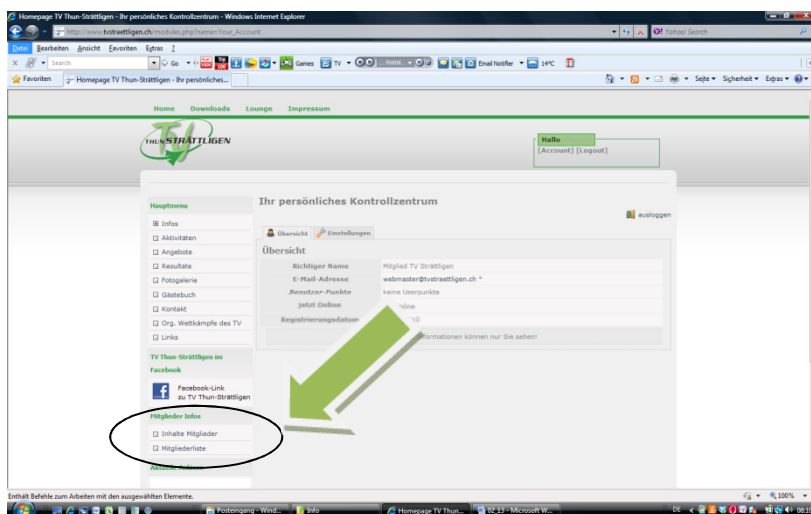 Homepage TV Thun-Strättligen - Ihr persönliches Kontrollzentrum - Windows Internet Explorer
http://www.tvstraettligen.ch/modules.php?name=Your_Account
Yahoo! Search
Datei Bearbeiten Ansicht Favoriten Extras ?
Search Go Games TV Email Notifier 14°C
Favoriten Homepage TV Thun-Strättligen - Ihr persönliches...
Seite Sicherheit Extras
Home Downloads Lounge Impressum
THUN STRÄTTLIGEN
Hallo
[Account] [Logout]
Hauptmenu
Infos
Aktivitäten
Angebote
Resultate
Fotogalerie
Gästebuch
Kontakt
Org. Wettkämpfe des TV
Links
TV Thun-Strättligen im
Facebook
Facebook-Link
zu TV Thun-Strättligen
Mitglieder Infos
Inhalte Mitglieder
Mitgliederliste
Ihr persönliches Kontrollzentrum
ausloggen
Übersicht Einstellungen
Übersicht
Richtiger Name Mitglied TV Strättligen
E-Mail-Adresse webmaster@tvstraettligen.ch *
Benutzer-Punkte keine Userpunkte
jetzt Online
Registrierungsdatum
können nur Sie sehen!
Enthält Befehle zum Arbeiten mit den ausgewählten Elementen.
100%
Posteingang - Wind... Info Homepage TV Thun... 02_13 - Microsoft W...
DE